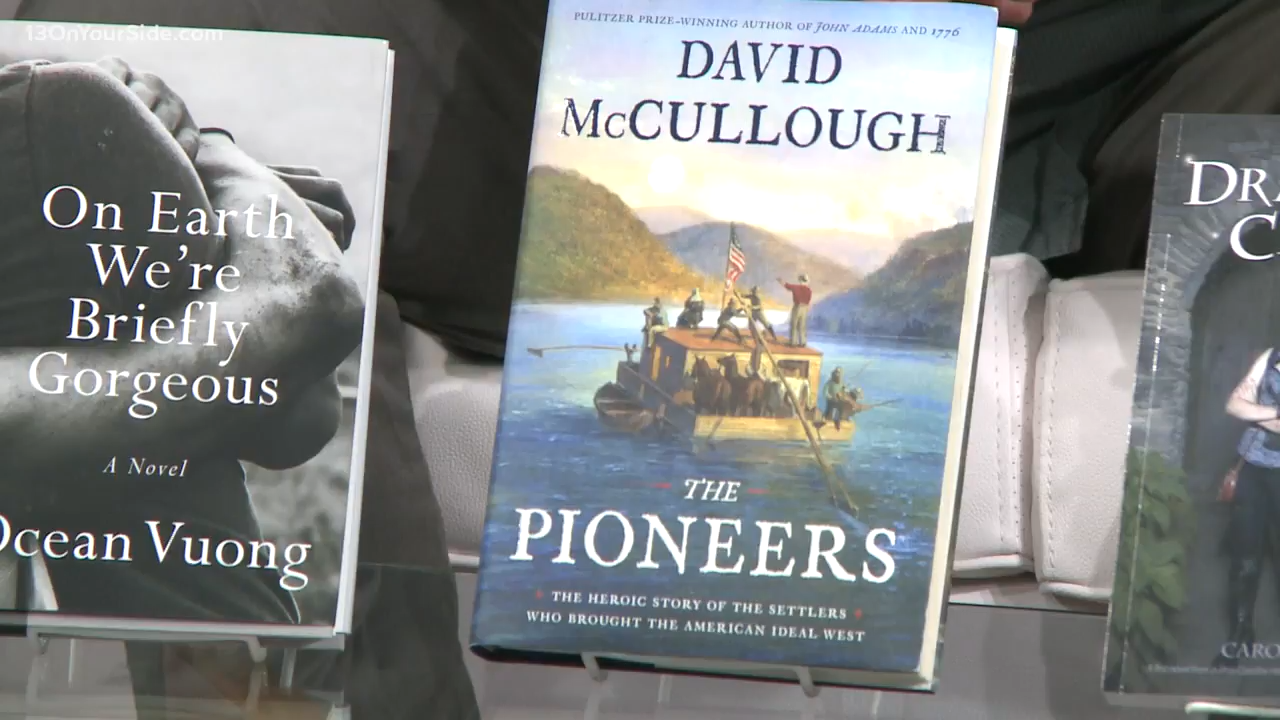 13OnYourSide.com
On Earth
We're
Briefly
Gorgeous
A Novel
Ocean Vuong
PULITZER PRIZE-WINNING AUTHOR OF JOHN ADAMS AND 1776
DAVID
McCULLOUGH
THE
PIONEERS
THE HEROIC STORY OF THE SETTLERS
WHO BROUGHT THE AMERICAN IDEAL WEST
DRA
C
CARO